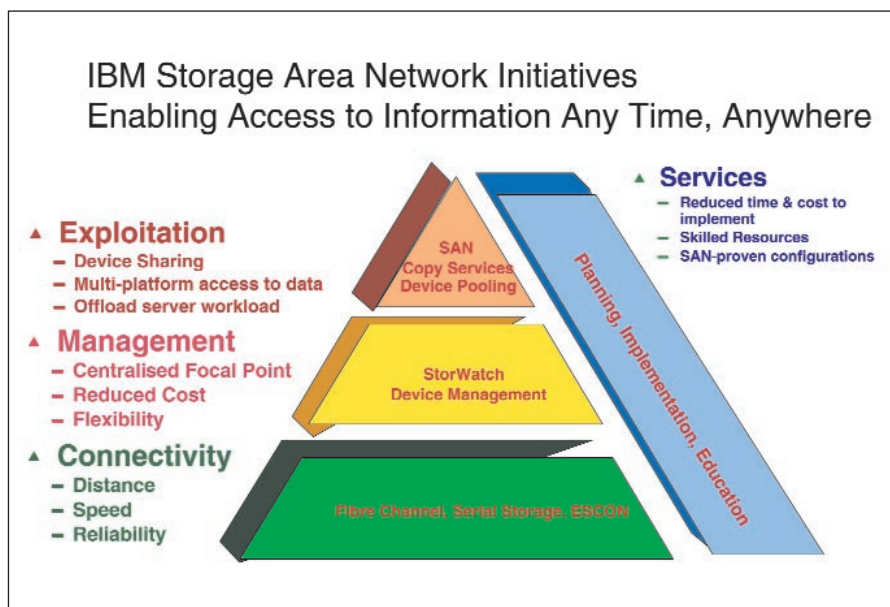 IBM Storage Area Network Initiatives
Enabling Access to Information Any Time, Anywhere
▲ Exploitation
– Device Sharing
– Multi-platform access to data
– Offload server workload
▲ Management
– Centralised Focal Point
– Reduced Cost
– Flexibility
▲ Connectivity
– Distance
– Speed
– Reliability
SAN
Copy Services
Device Pooling
StorWatch
Device Management
Fibre Channel, Serial Storage. ESCON
Planning, Implementation, Education
▲ Services
– Reduced time & cost to
implement
– Skilled Resources
– SAN-proven configurations